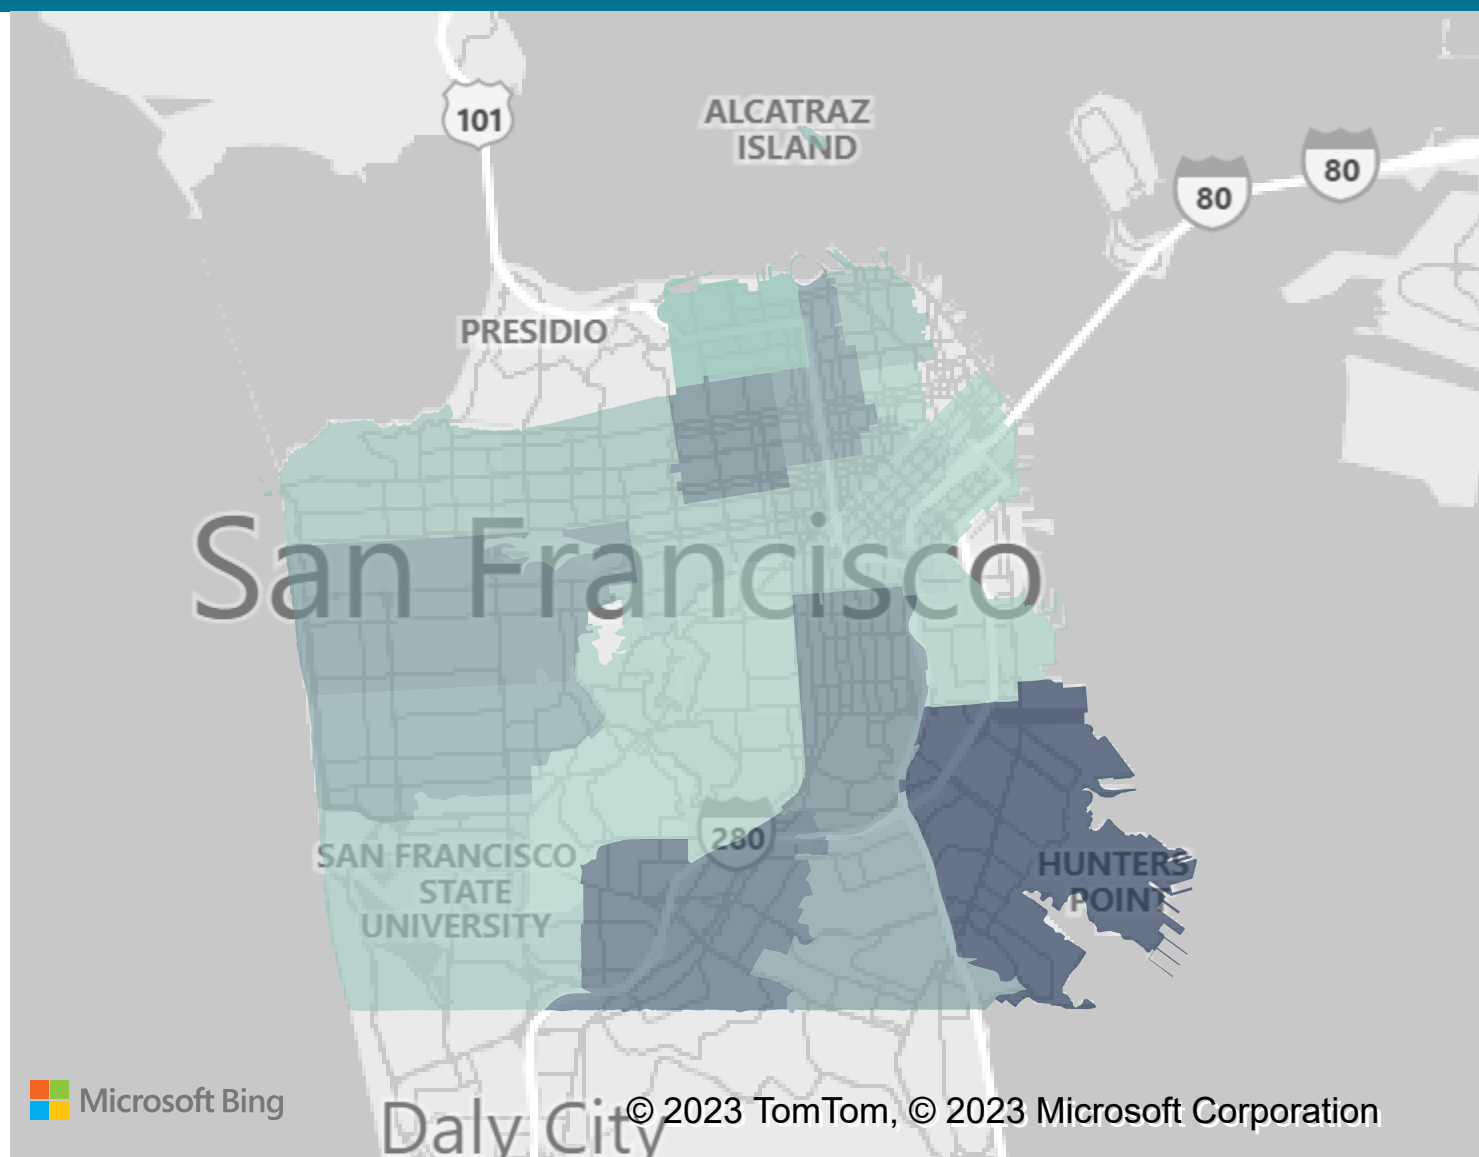 ALCATRAZ
ISLAND
101
80
80
PRESIDIO
San Francisco
280
SAN FRANCISCO
STATE
UNIVERSITY
HUNTERS
POINT
Microsoft Bing
Daly City
© 2023 TomTom, © 2023 Microsoft Corporation